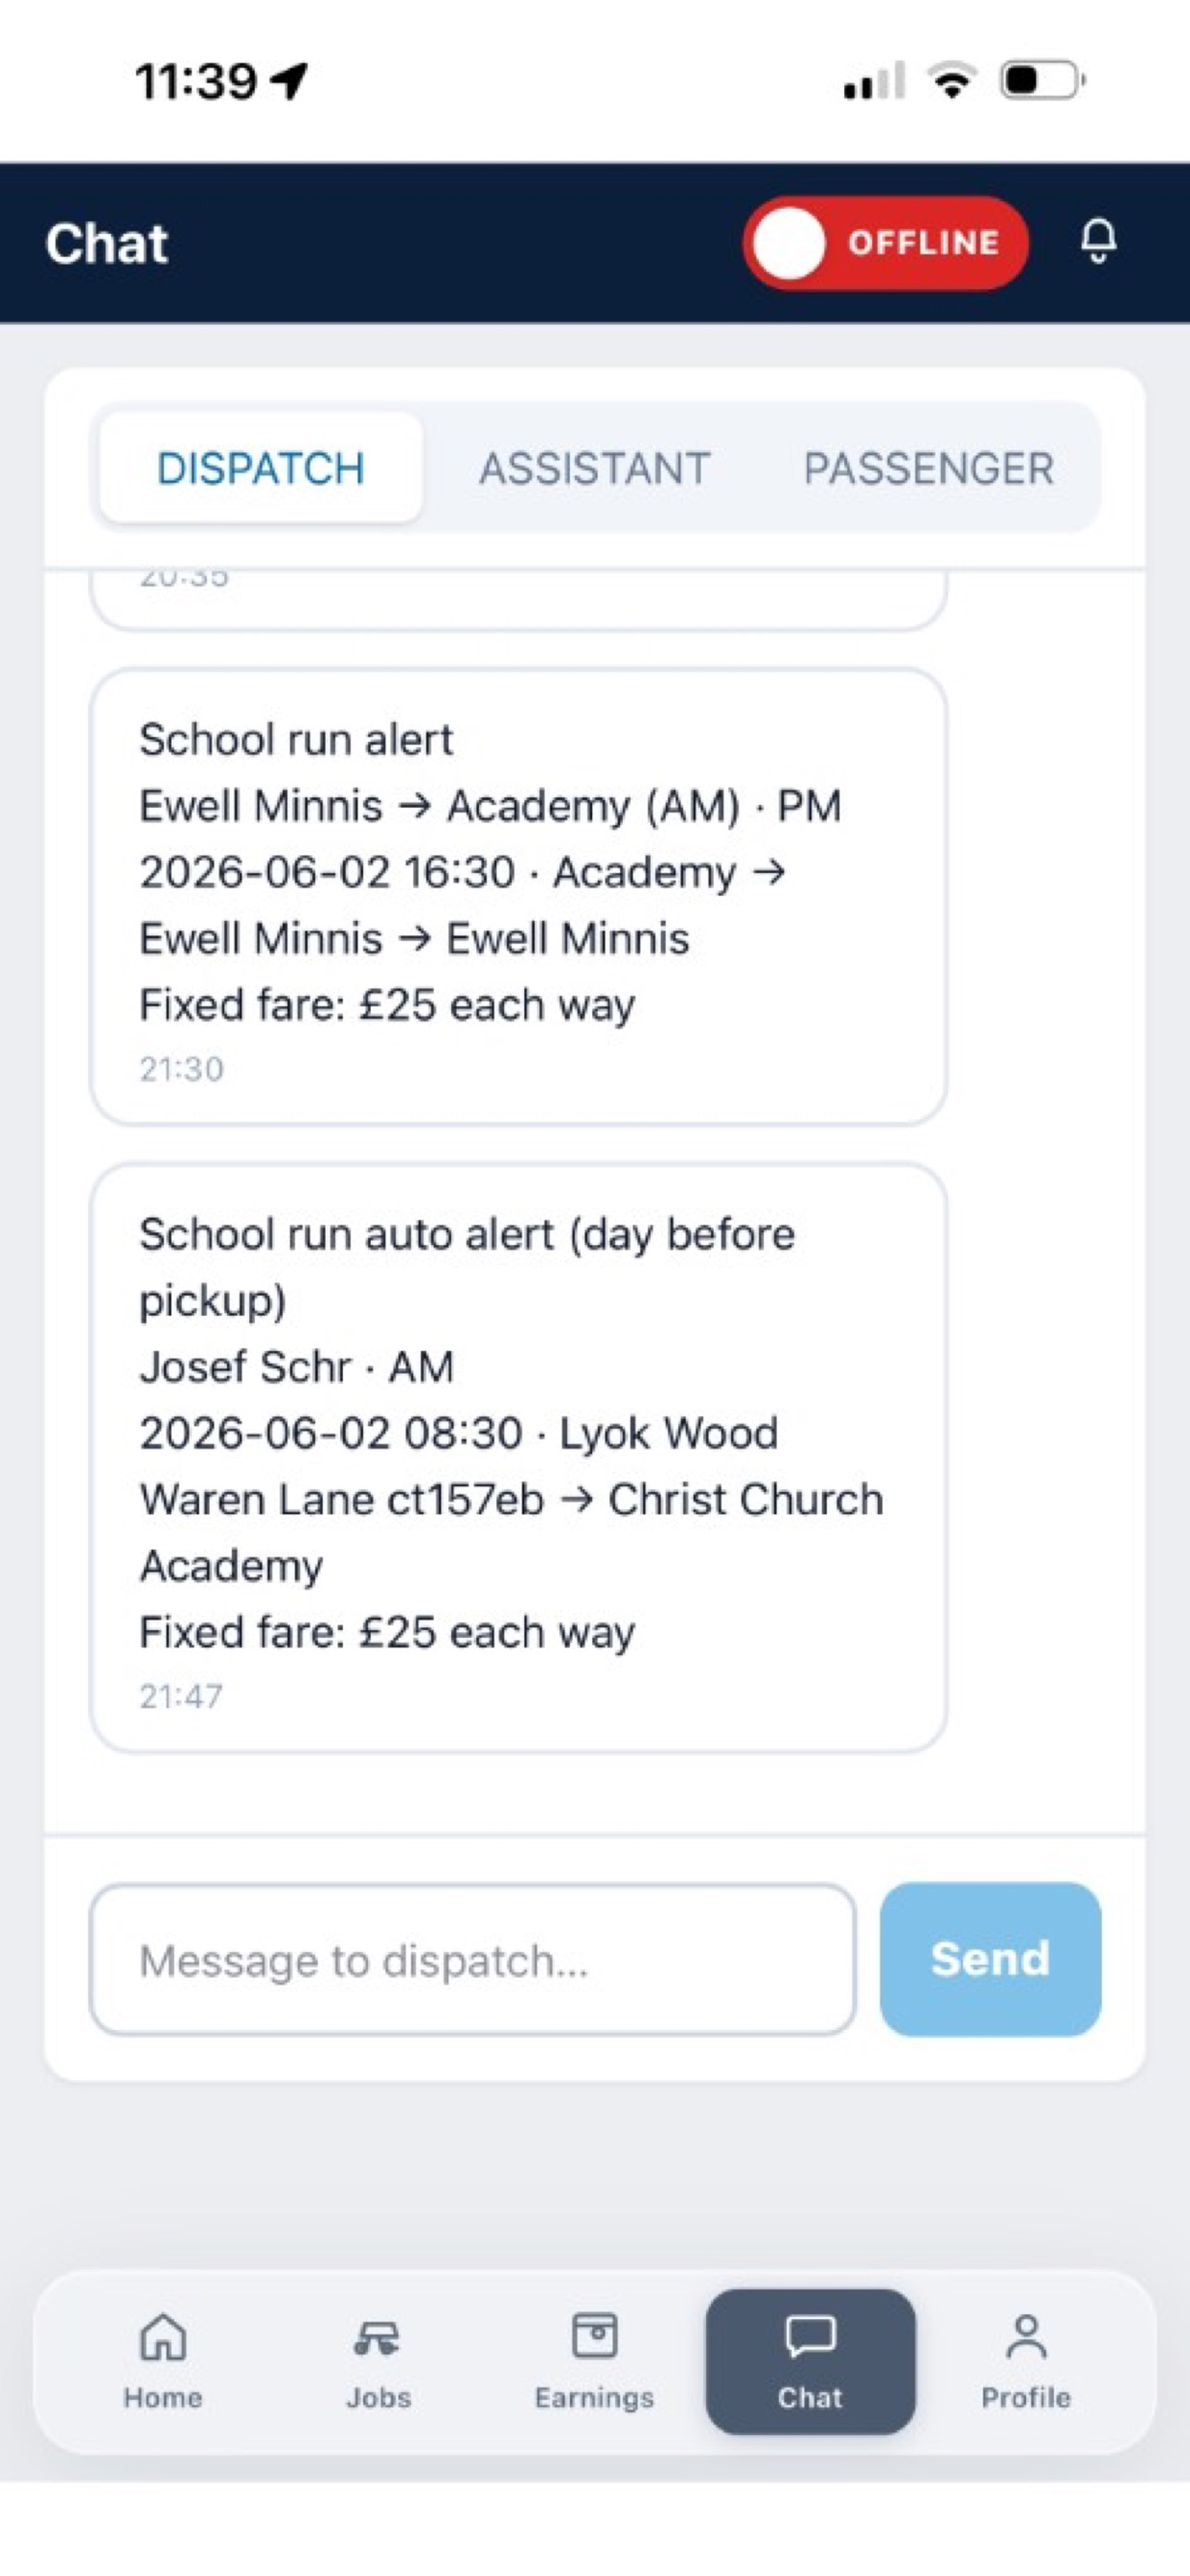 11:39
Chat
OFFLINE
DISPATCH
ASSISTANT
PASSENGER
20:35
School run alert
Ewell Minnis → Academy (AM) · PM
2026-06-02 16:30 · Academy →
Ewell Minnis → Ewell Minnis
Fixed fare: £25 each way
21:30
School run auto alert (day before
pickup)
Josef Schr · AM
2026-06-02 08:30 · Lyok Wood
Waren Lane ct157eb → Christ Church
Academy
Fixed fare: £25 each way
21:47
Message to dispatch...
Send
Home
Jobs
Earnings
Chat
Profile